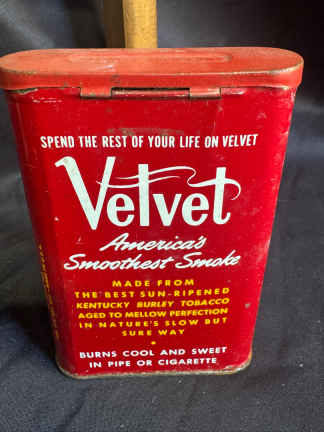 SPEND THE REST OF YOUR LIFE ON VELVET
Velvet
America's
Smoothest Smoke
MADE FROM
THE BEST SUN-RIPENED
KENTUCKY BURLEY TOBACCO
AGED TO MELLOW PERFECTION
IN NATURE'S SLOW BUT
SURE WAY
BURNS COOL AND SWEET
IN PIPE OR CIGARETTE